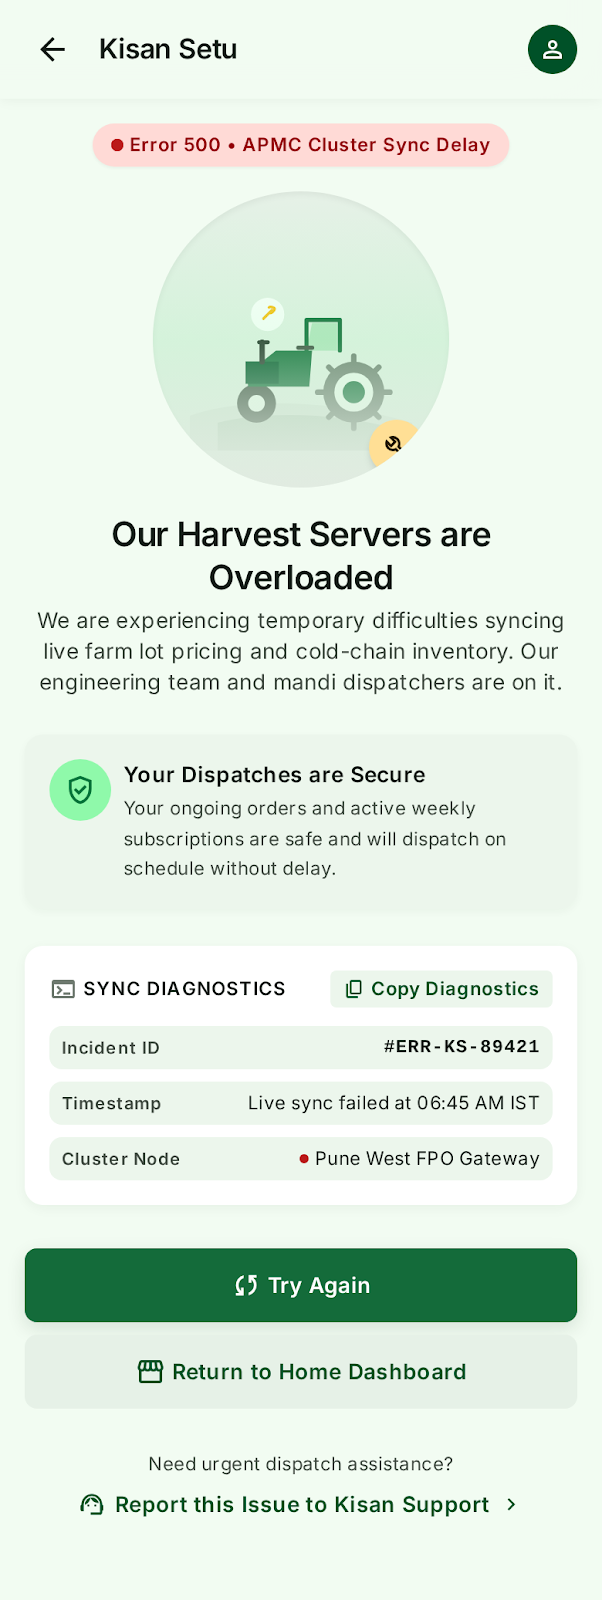 Kisan Setu
Error 500 • APMC Cluster Sync Delay
Our Harvest Servers are
Overloaded
We are experiencing temporary difficulties syncing
live farm lot pricing and cold-chain inventory. Our
engineering team and mandi dispatchers are on it.
Your Dispatches are Secure
Your ongoing orders and active weekly
subscriptions are safe and will dispatch on
schedule without delay.
SYNC DIAGNOSTICS
Copy Diagnostics
Incident ID #ERR-KS-89421
Timestamp Live sync failed at 06:45 AM IST
Cluster Node Pune West FPO Gateway
Try Again
Return to Home Dashboard
Need urgent dispatch assistance?
Report this Issue to Kisan Support